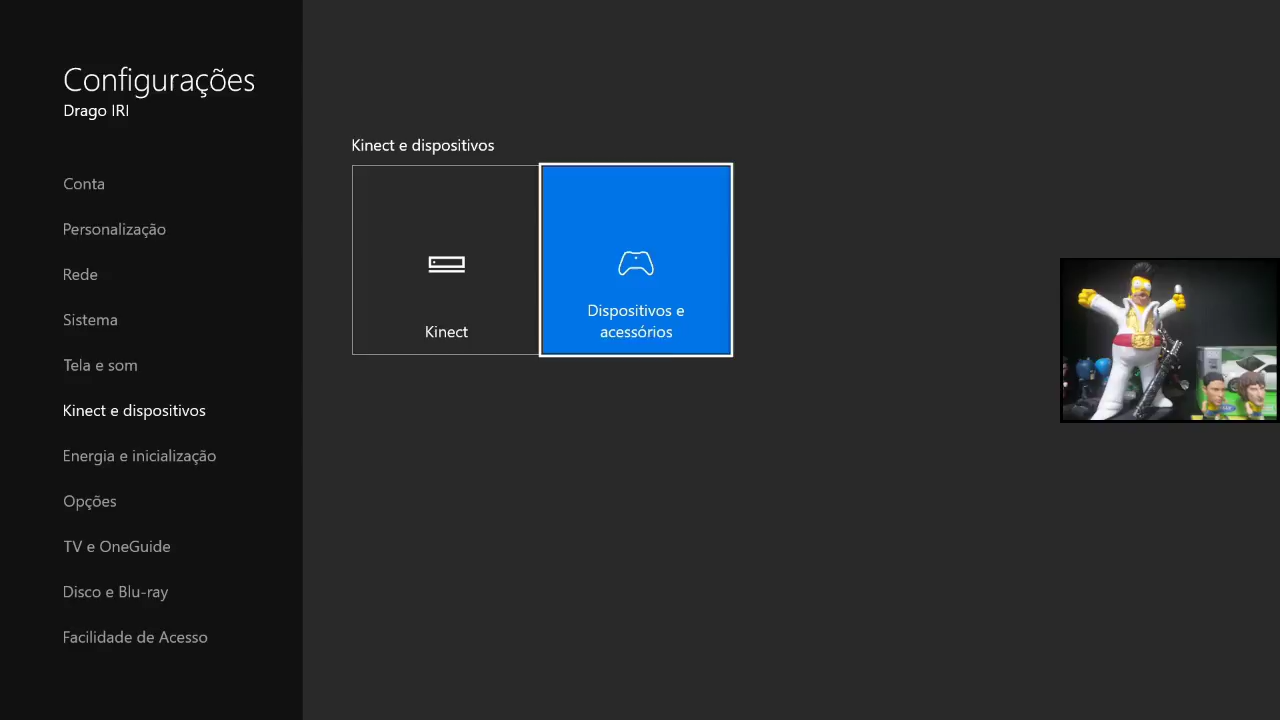 Configurações
Drago IRI
Conta
Personalização
Rede
Sistema
Tela e som
Kinect e dispositivos
Energia e inicialização
Opções
TV e OneGuide
Disco e Blu-ray
Facilidade de Acesso
Kinect e dispositivos
Kinect
Dispositivos e
acessórios